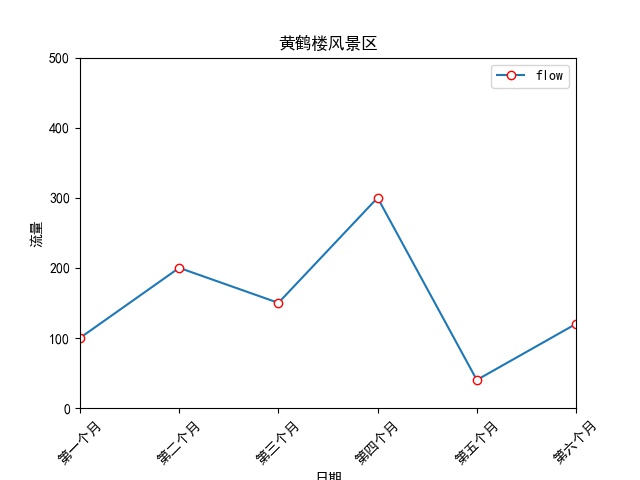 黄鹤楼风景区
flow
流量
500
400
300
200
100
0
第一个月
第二个月
第三个月
第四个月
第五个月
第六个月
日期